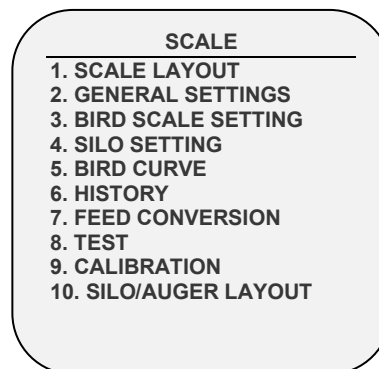 SCALE
1. SCALE LAYOUT
2. GENERAL SETTINGS
3. BIRD SCALE SETTING
4. SILO SETTING
5. BIRD CURVE
6. HISTORY
7. FEED CONVERSION
8. TEST
9. CALIBRATION
10. SILO/AUGER LAYOUT